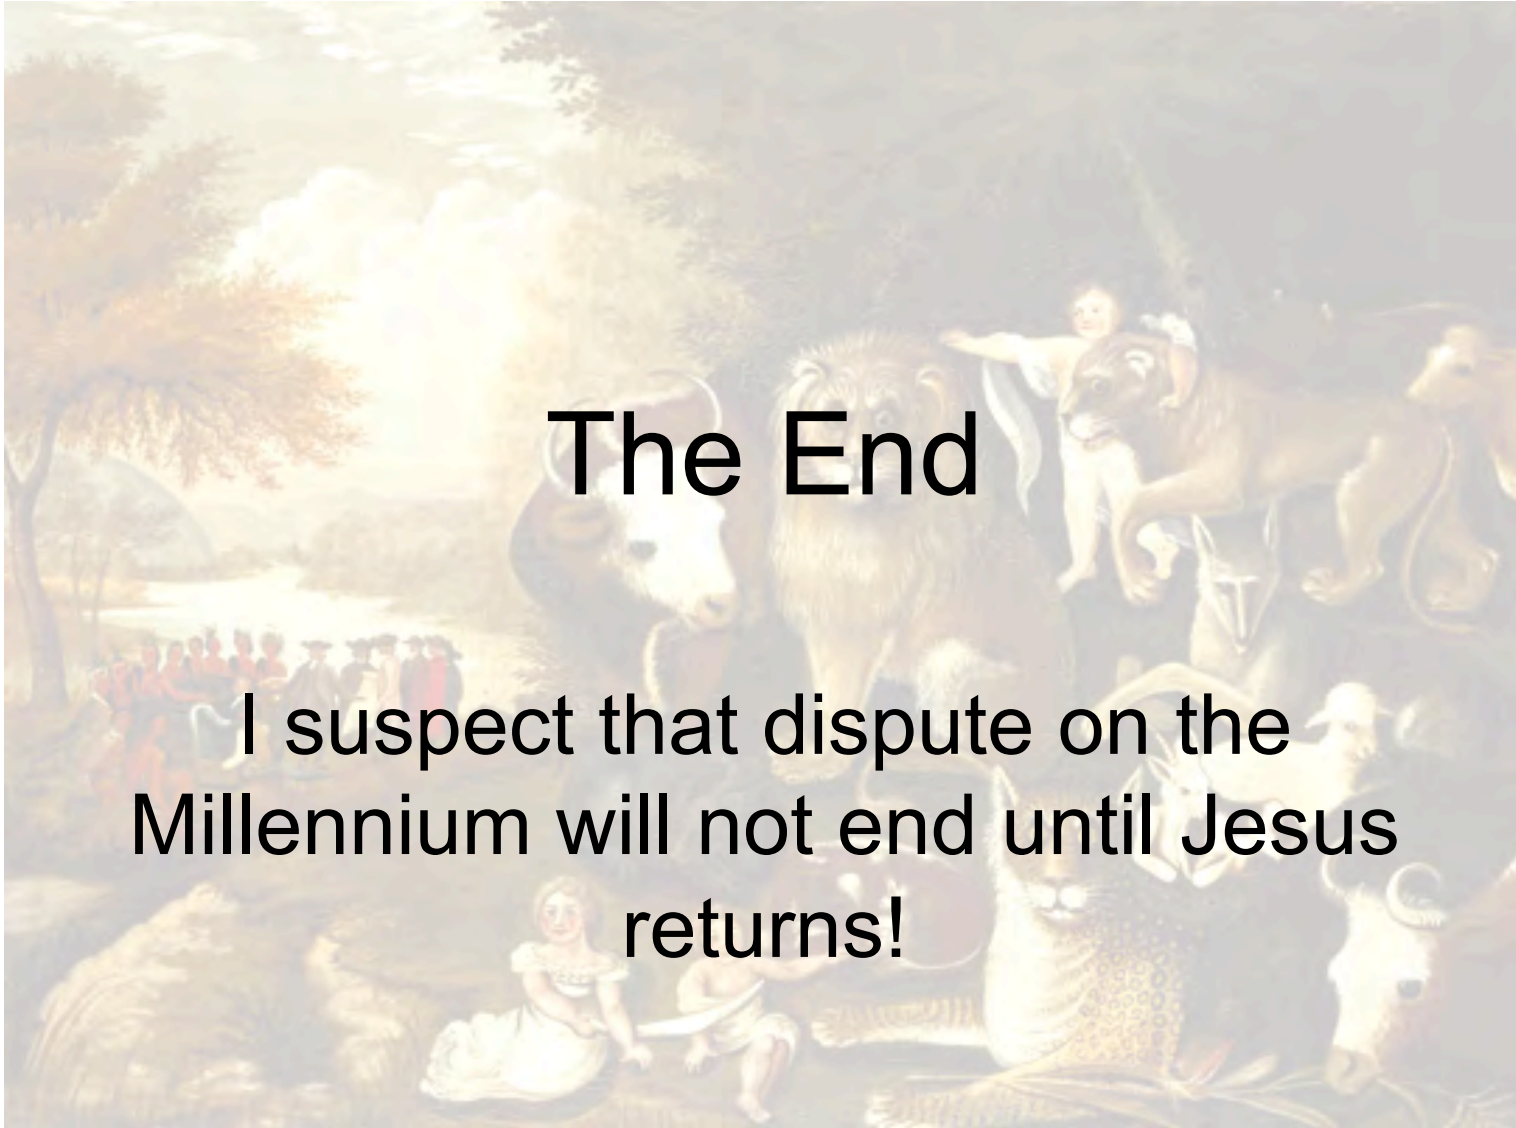 The End
I suspect that dispute on the
Millennium will not end until Jesus
returns!